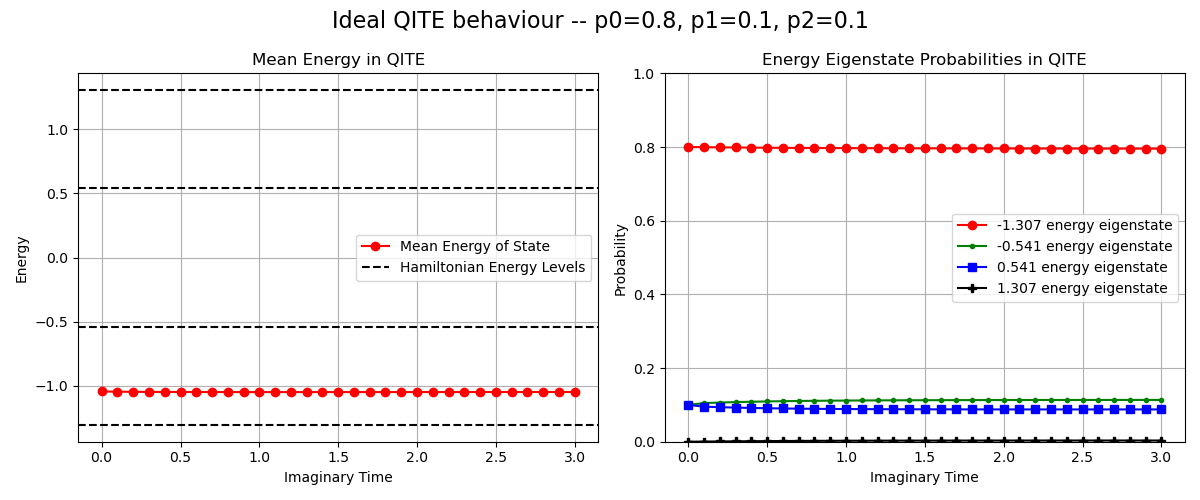 Ideal QITE behaviour -- p0=0.8, p1=0.1, p2=0.1
Mean Energy in QITE
Energy
1.0
0.5
0.0
−0.5
−1.0
Mean Energy of State
Hamiltonian Energy Levels
0.0 0.5 1.0 1.5 2.0 2.5 3.0
Imaginary Time
Energy Eigenstate Probabilities in QITE
Probability
1.0
0.8
0.6
0.4
0.2
0.0
-1.307 energy eigenstate
-0.541 energy eigenstate
0.541 energy eigenstate
1.307 energy eigenstate
0.0 0.5 1.0 1.5 2.0 2.5 3.0
Imaginary Time